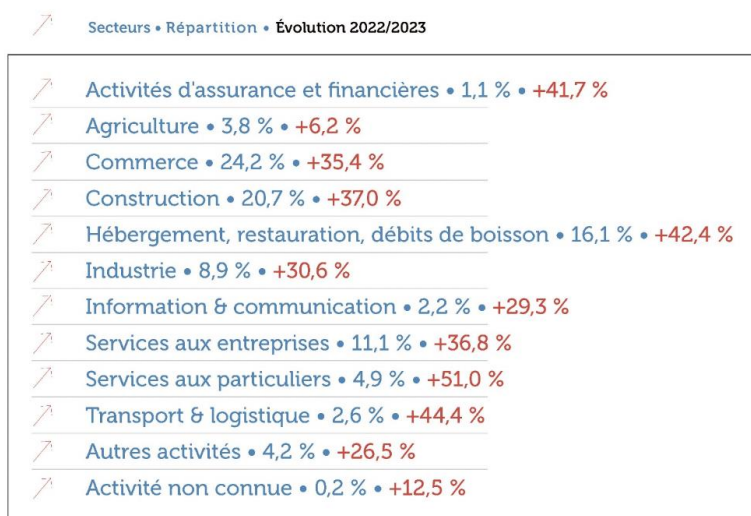 Secteurs • Répartition • Évolution 2022/2023
Activités d'assurance et financières • 1,1 % • +41,7 %
Agriculture • 3,8 % • +6,2 %
Commerce • 24,2 % • +35,4 %
Construction • 20,7 % • +37,0 %
Hébergement, restauration, débits de boisson • 16,1 % • +42,4 %
Industrie • 8,9 % • +30,6 %
Information & communication • 2,2 % • +29,3 %
Services aux entreprises • 11,1 % • +36,8 %
Services aux particuliers • 4,9 % • +51,0 %
Transport & logistique • 2,6 % • +44,4 %
Autres activités • 4,2 % • +26,5 %
Activité non connue • 0,2 % • +12,5 %